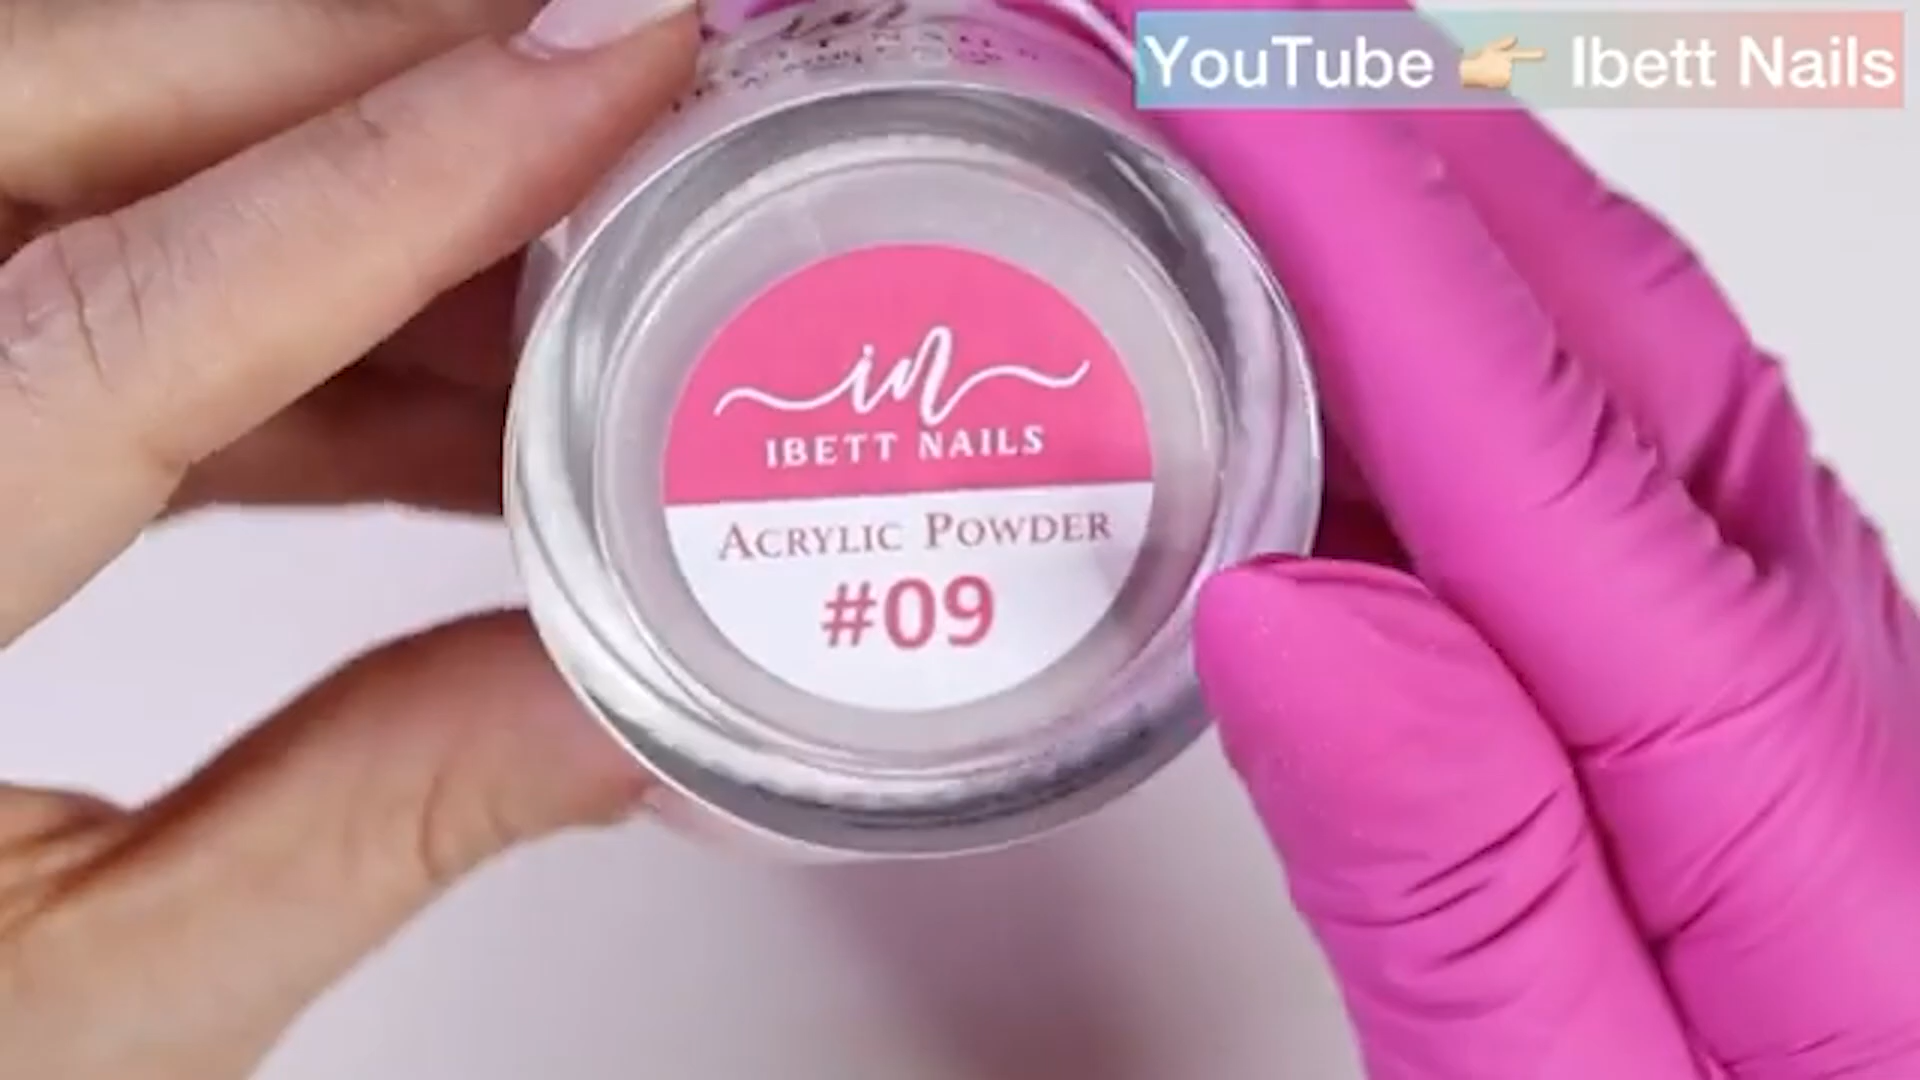 YouTube 👉 Ibett Nails
in
IBETT NAILS
ACRYLIC POWDER
#09